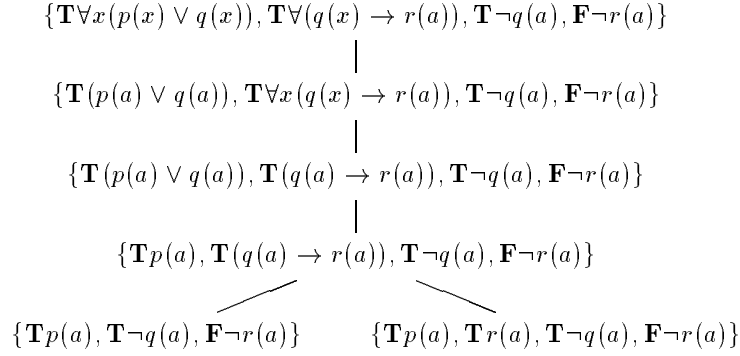 {T∀x(p(x) ∨ q(x)), T∀(q(x) → r(a)), T¬q(a), F¬r(a)}
{T(p(a) ∨ q(a)), T∀x(q(x) → r(a)), T¬q(a), F¬r(a)}
{T(p(a) ∨ q(a)), T(q(a) → r(a)), T¬q(a), F¬r(a)}
{Tp(a), T(q(a) → r(a)), T¬q(a), F¬r(a)}
{Tp(a), T¬q(a), F¬r(a)} {Tp(a), Tr(a), T¬q(a), F¬r(a)}